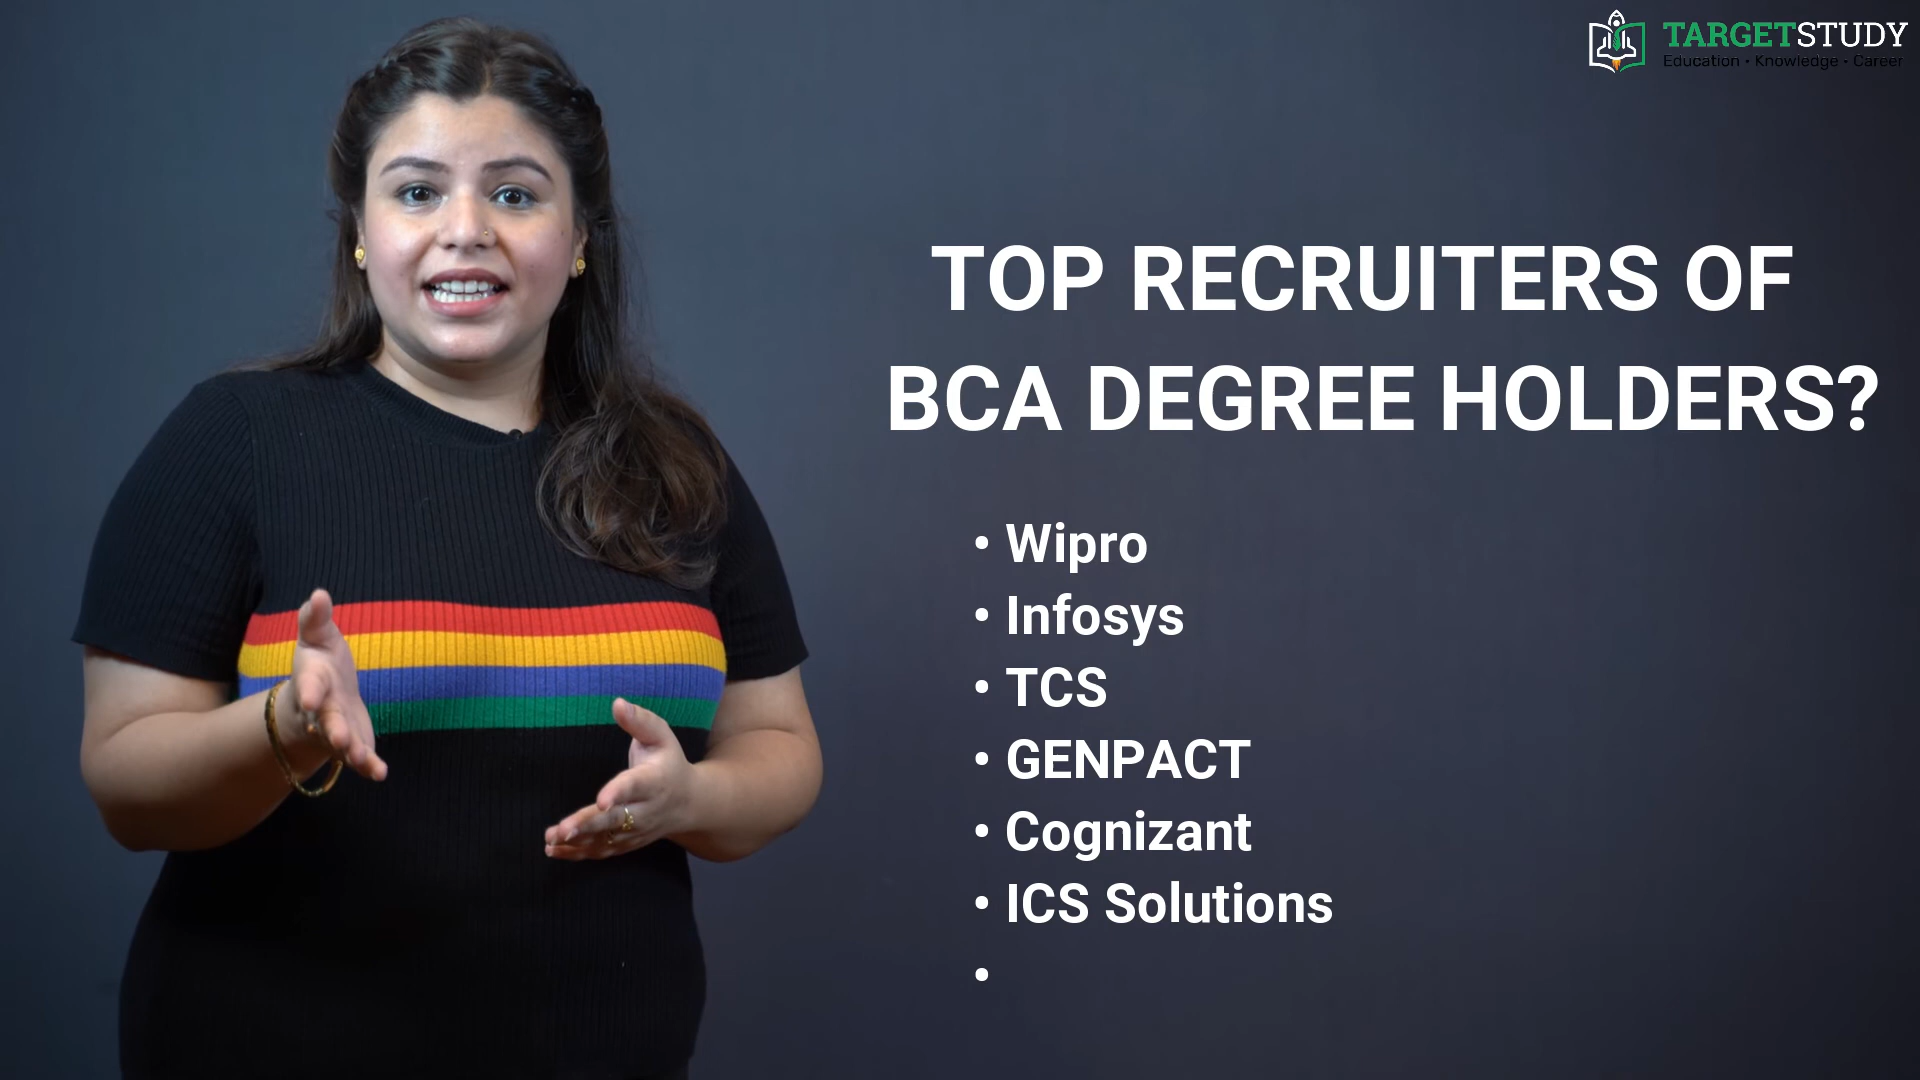 TARGETSTUDY
Education • Knowledge • Career
TOP RECRUITERS OF
BCA DEGREE HOLDERS?
• Wipro
• Infosys
• TCS
• GENPACT
• Cognizant
• ICS Solutions
•